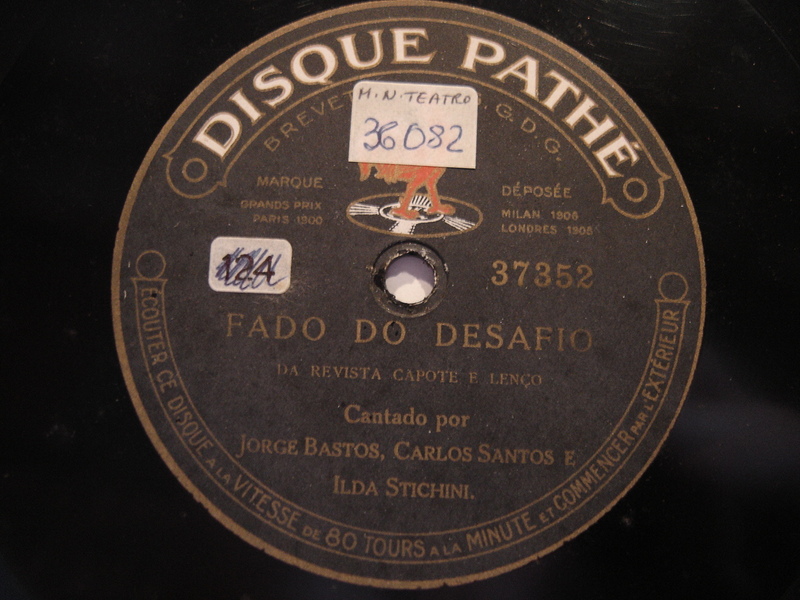 DISQUE PATHÉ
BREVETÉ S.G.D.G.
M.N.TEATRO
36082
MARQUE DÉPOSÉE
GRANDS PRIX
PARIS 1900
MILAN 1906
LONDRES 1908
124
37352
FADO DO DESAFIO
DA REVISTA CAPOTE E LENÇO
Cantado por
JORGE BASTOS, CARLOS SANTOS E
ILDA STICHINI.
ÉCOUTER CE DISQUE A LA VITESSE DE 80 TOURS A LA MINUTE ET COMMENCER PAR L'EXTÉRIEUR